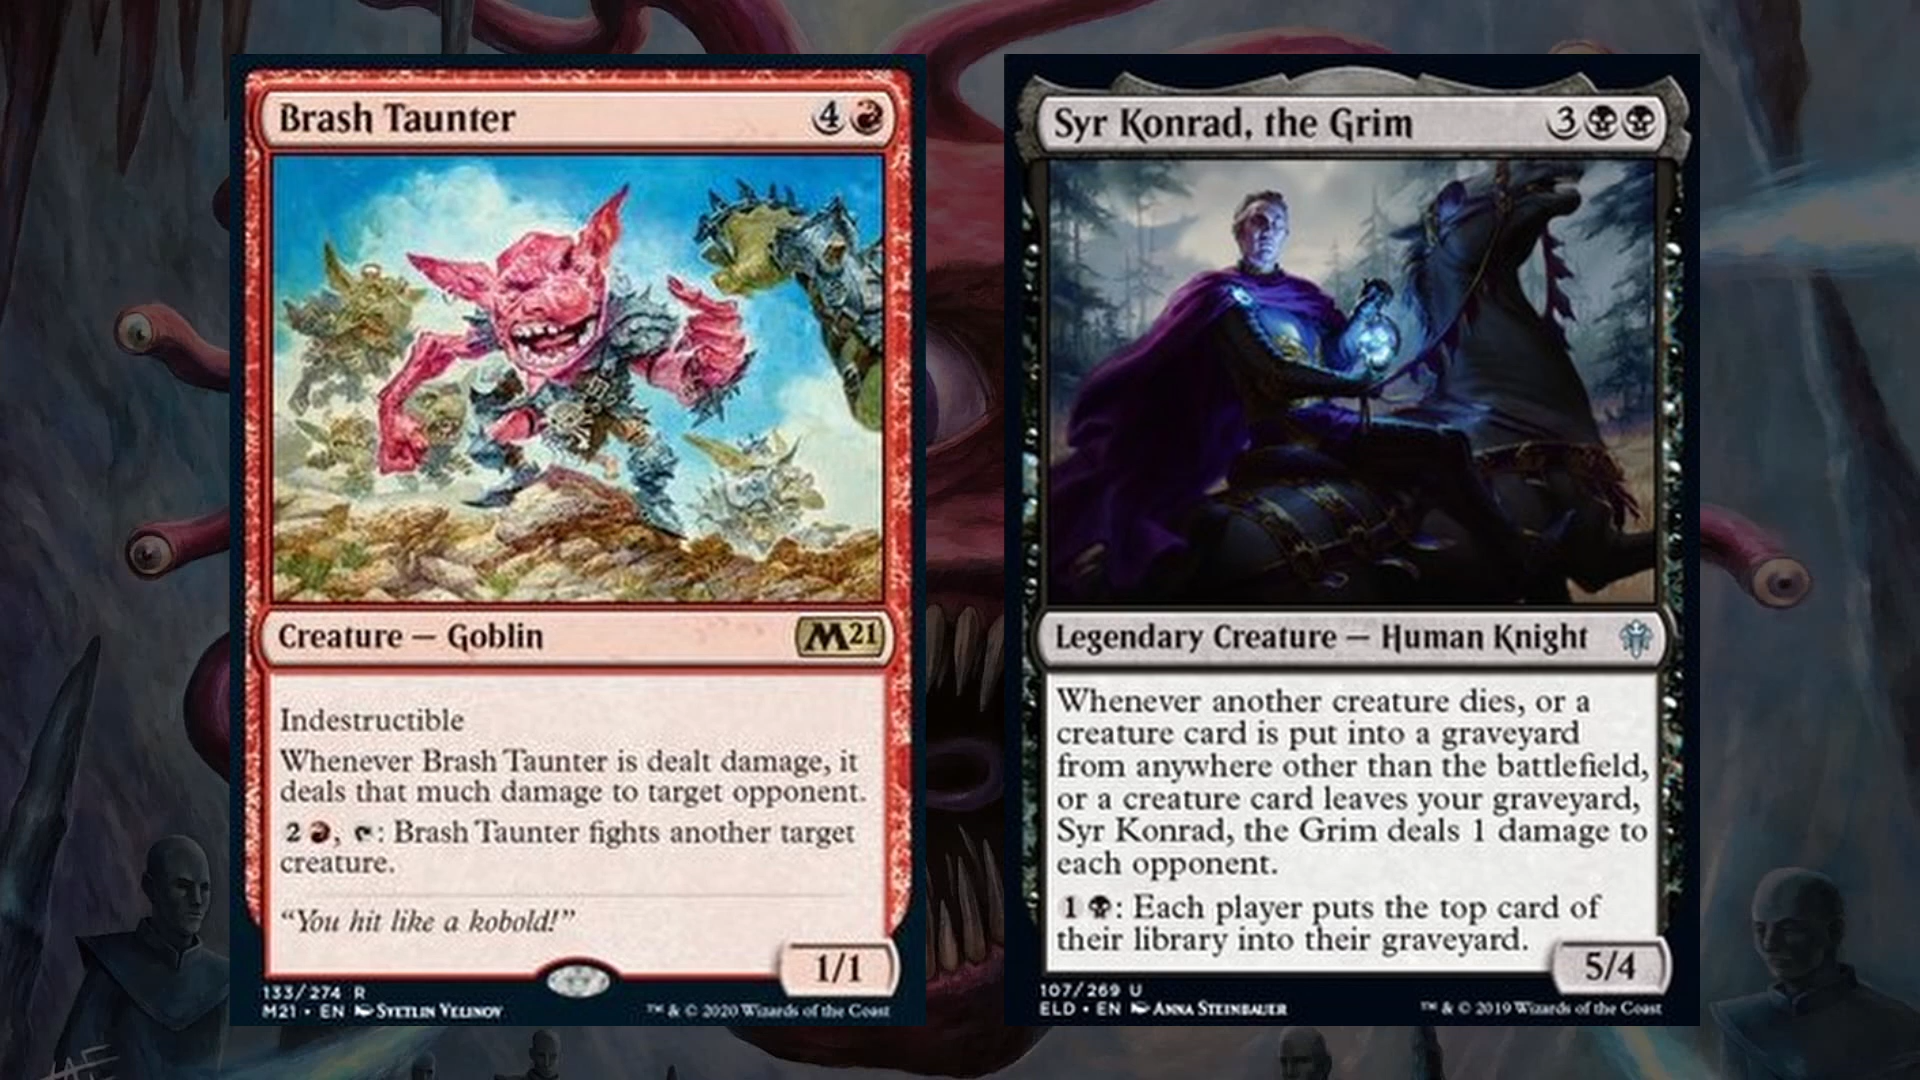 Brash Taunter 4
Creature — Goblin
M21
Indestructible
Whenever Brash Taunter is dealt damage, it
deals that much damage to target opponent.
2 , : Brash Taunter fights another target
creature.
“You hit like a kobold!”
1/1
133/274 R
M21 • EN Svetlin Velinov
™ & © 2020 Wizards of the Coast
Syr Konrad, the Grim 3
Legendary Creature — Human Knight
Whenever another creature dies, or a
creature card is put into a graveyard
from anywhere other than the battlefield,
or a creature card leaves your graveyard,
Syr Konrad, the Grim deals 1 damage to
each opponent.
1 : Each player puts the top card of
their library into their graveyard.
5/4
107/269 U
ELD • EN Anna Steinbauer
™ & © 2019 Wizards of the Coast